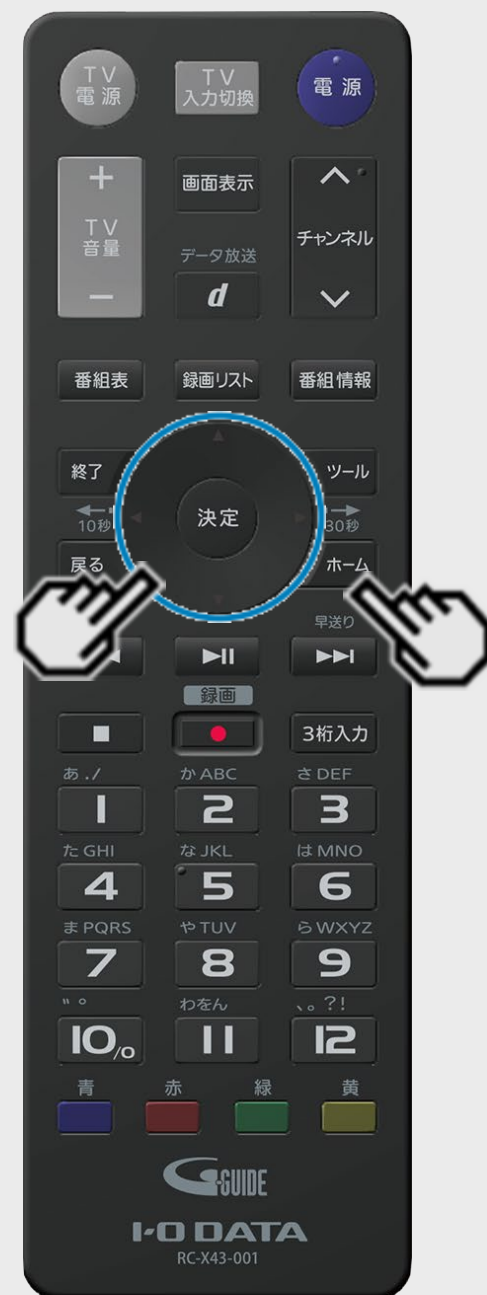 TV
電源
TV
入力切換
電源
+
TV
音量
−
画面表示
チャンネル
データ放送
d
番組表
録画リスト
番組情報
終了
ツール
10秒
決定
30秒
戻る
ホーム
早送り
録画
3桁入力
あ./
かABC
さDEF
1
2
3
たGHI
なJKL
はMNO
4
5
6
まPQRS
やTUV
らWXYZ
7
8
9
゛゜
わをん
、。?!
10/0
11
12
青
赤
緑
黄
G-GUIDE
I-O DATA
RC-X43-001